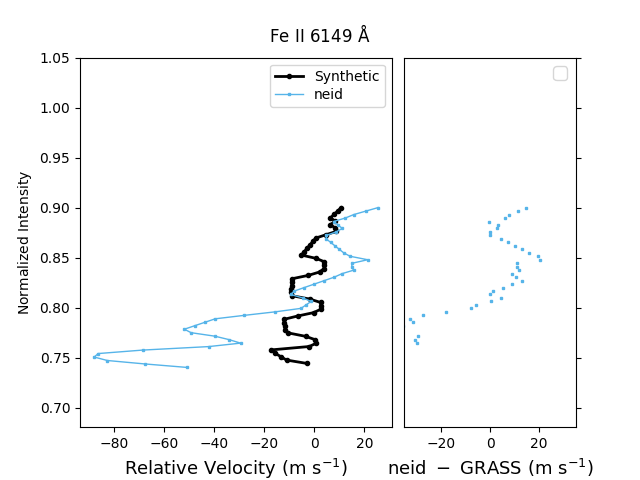 Fe II 6149 Å
Synthetic
neid
1.05
1.00
0.95
0.90
0.85
0.80
0.75
0.70
Normalized Intensity
−80 −60 −40 −20 0 20
−20 0 20
Relative Velocity (m s⁻¹)
neid − GRASS (m s⁻¹)